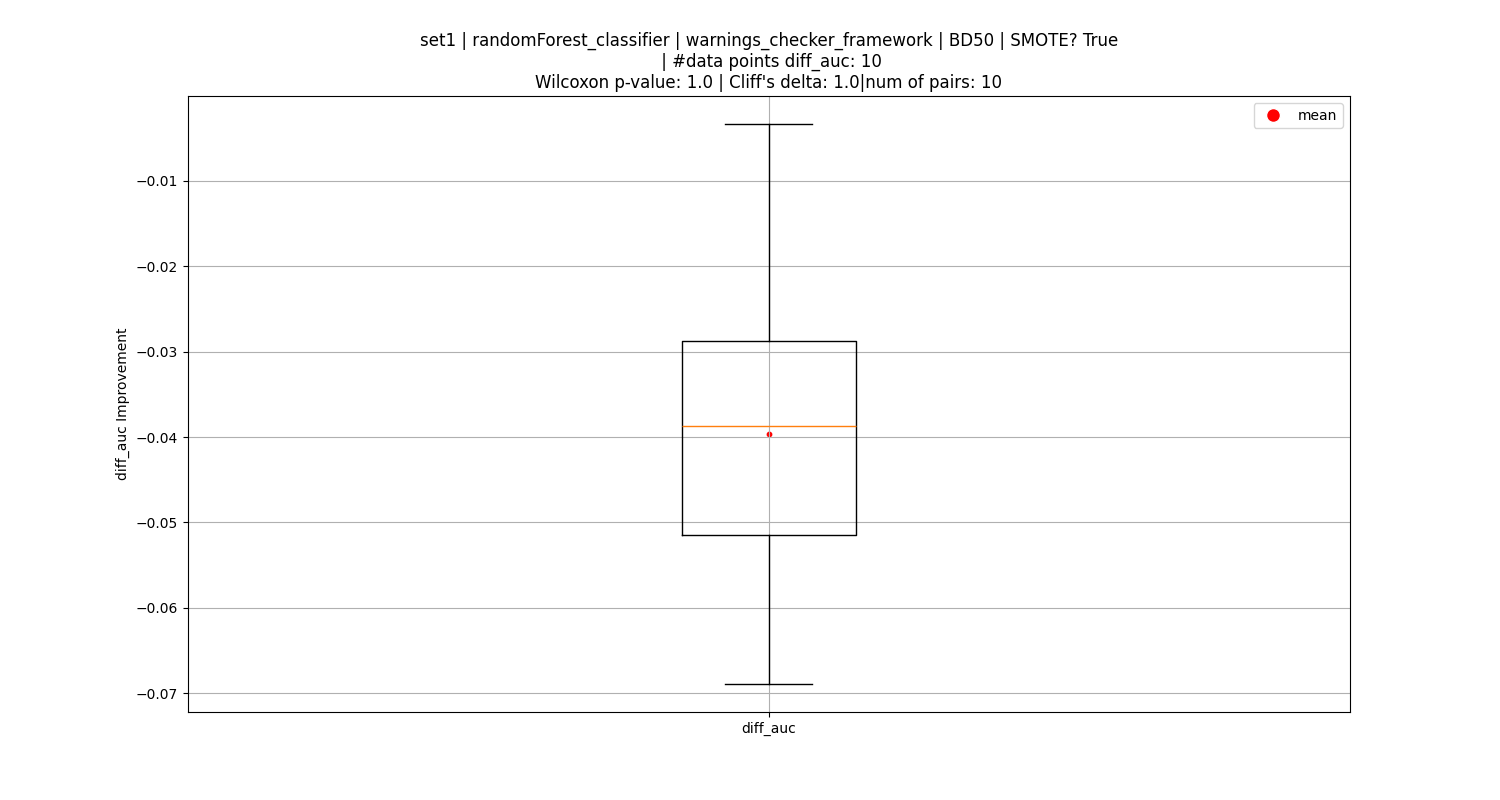 set1 | randomForest_classifier | warnings_checker_framework | BD50 | SMOTE? True
| #data points diff_auc: 10
Wilcoxon p-value: 1.0 | Cliff's delta: 1.0|num of pairs: 10
mean
−0.01
−0.02
−0.03
−0.04
−0.05
−0.06
−0.07
diff_auc Improvement
diff_auc